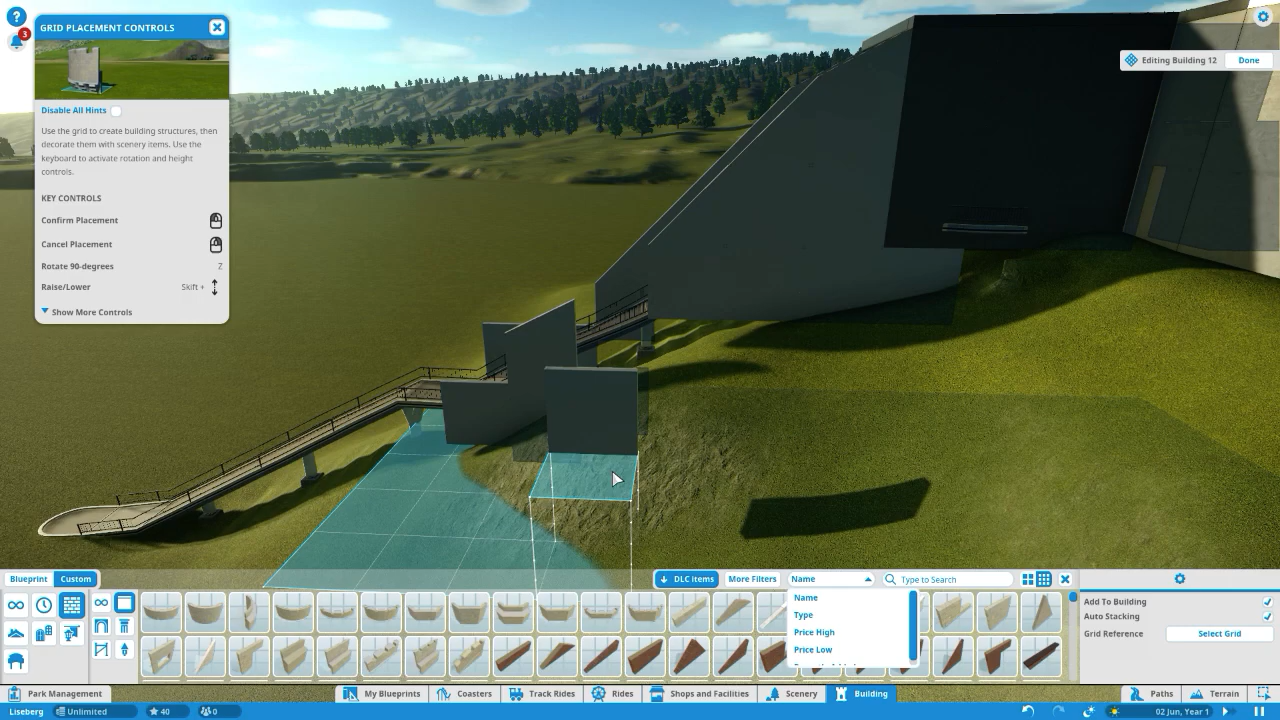 ?
3
GRID PLACEMENT CONTROLS
Disable All Hints
Use the grid to create building structures, then
decorate them with scenery items. Use the
keyboard to activate rotation and height
controls.
KEY CONTROLS
Confirm Placement
Cancel Placement
Rotate 90-degrees Z
Raise/Lower Skift +
Show More Controls
Editing Building 12 Done
Blueprint Custom
DLC items More Filters Name Type to Search
Name
Type
Price High
Price Low
Add To Building
Auto Stacking
Grid Reference Select Grid
Park Management My Blueprints Coasters Track Rides Rides Shops and Facilities Scenery Building Paths Terrain
Liseberg Unlimited 40 0 02 Jun, Year 1